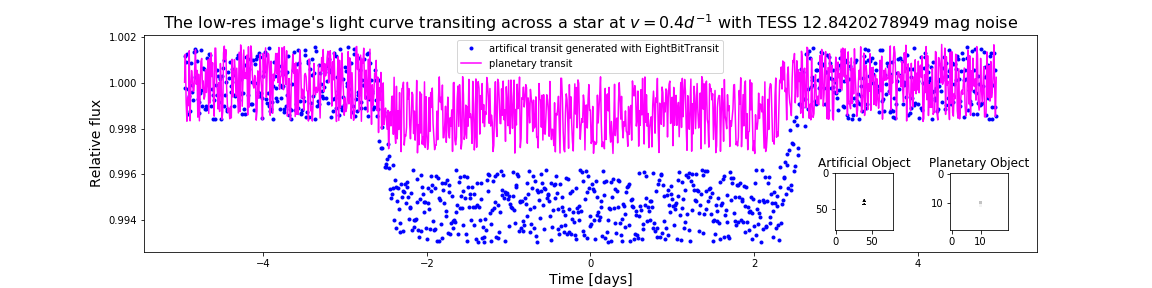 The low-res image's light curve transiting across a star at v = 0.4d⁻¹ with TESS 12.8420278949 mag noise
artifical transit generated with EightBitTransit
planetary transit
Relative flux
1.002
1.000
0.998
0.996
0.994
Artificial Object
0
50
0 50
Planetary Object
0
10
0 10
−4 −2 0 2 4
Time [days]